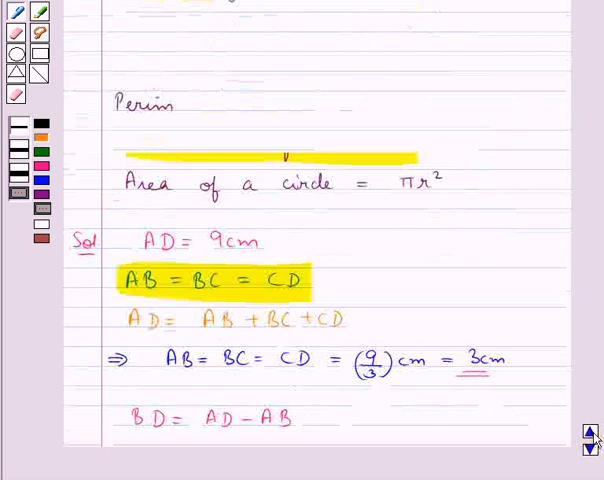 Perim
Area of a circle = πr²
Sol AD = 9cm
AB = BC = CD
AD = AB + BC + CD
⇒ AB = BC = CD = (9/3) cm = 3cm
BD = AD - AB